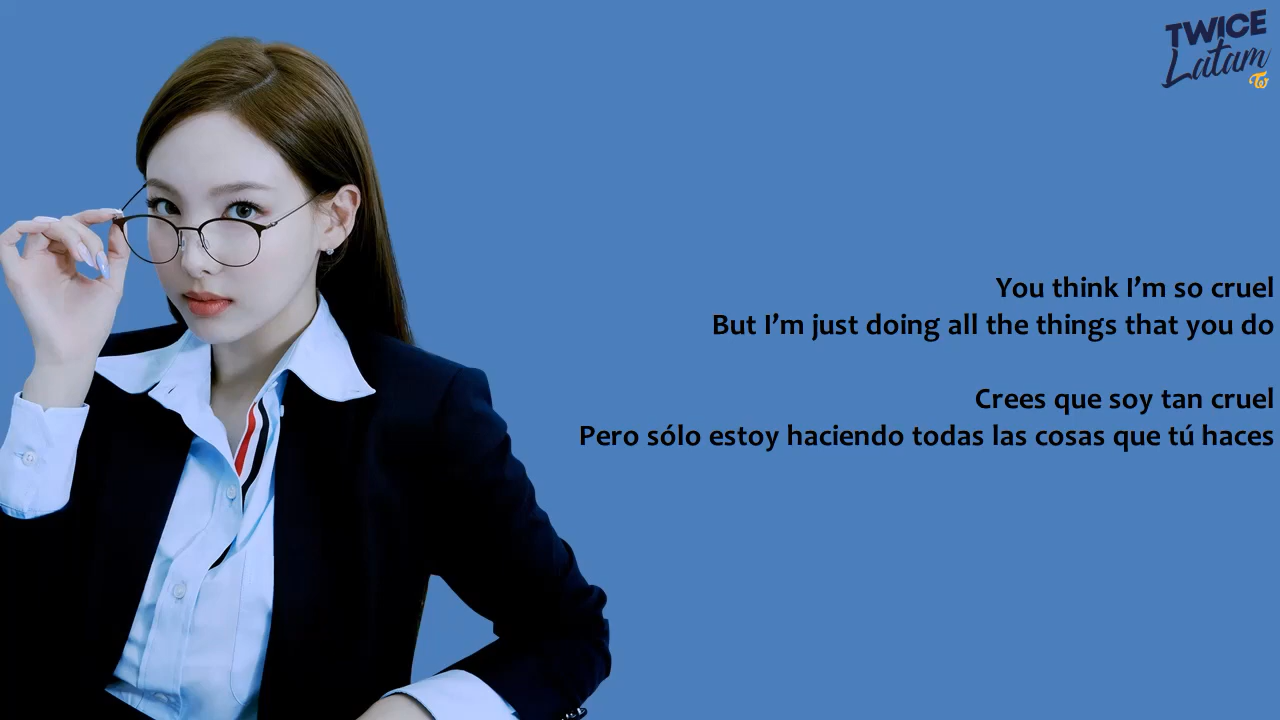 TWICE
Latam
You think I’m so cruel
But I’m just doing all the things that you do
Crees que soy tan cruel
Pero sólo estoy haciendo todas las cosas que tú haces